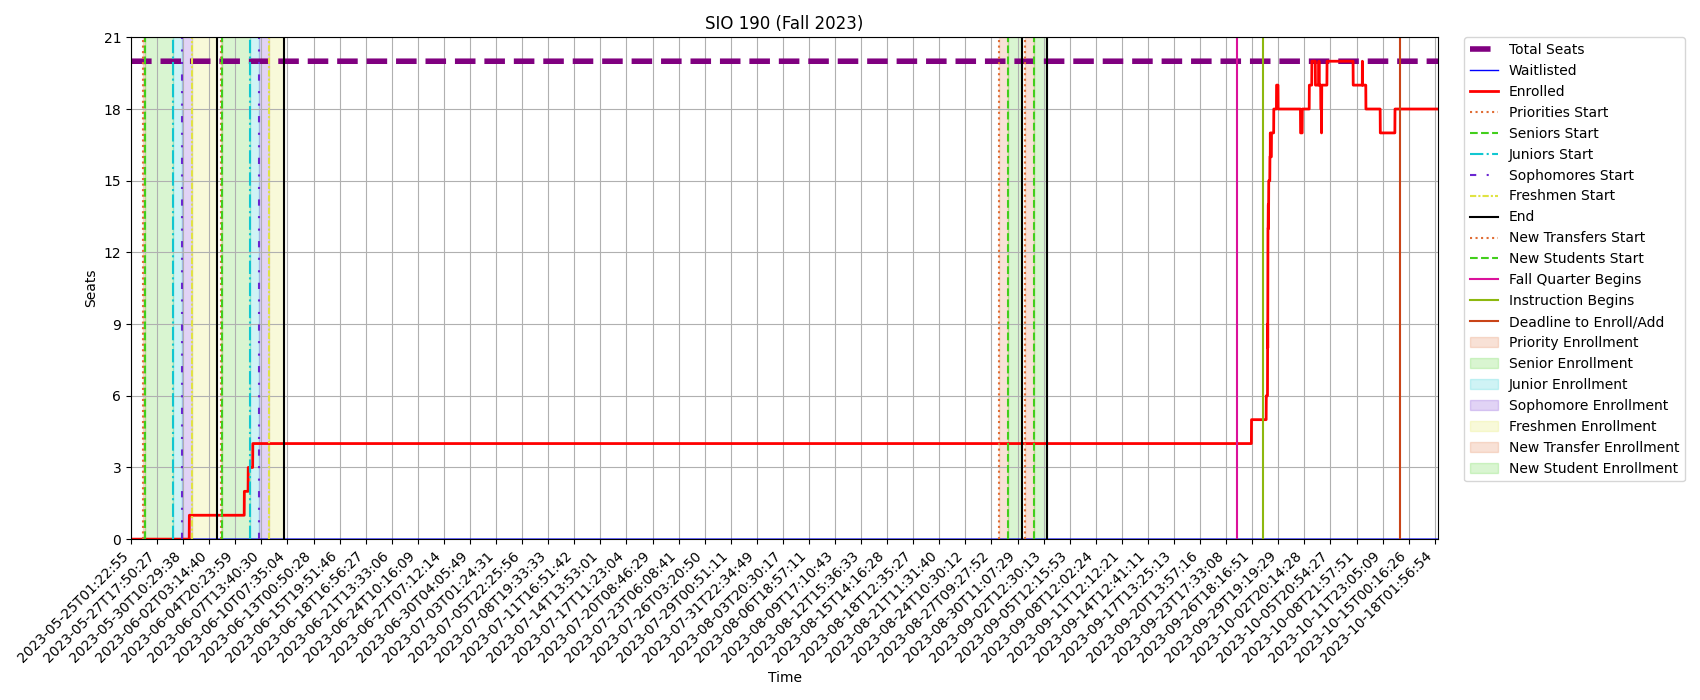 SIO 190 (Fall 2023)
21
18
15
12
9
6
3
0
Seats
2023-05-25T01:22:55
2023-05-27T17:50:27
2023-05-30T10:29:38
2023-06-02T03:14:40
2023-06-04T20:23:59
2023-06-07T13:40:30
2023-06-10T07:35:04
2023-06-13T00:50:28
2023-06-15T19:51:46
2023-06-18T16:56:27
2023-06-21T13:33:06
2023-06-24T10:16:09
2023-06-27T07:12:14
2023-06-30T04:05:49
2023-07-03T01:24:31
2023-07-05T22:25:56
2023-07-08T19:33:33
2023-07-11T16:51:42
2023-07-14T13:53:01
2023-07-17T11:23:04
2023-07-20T08:46:29
2023-07-23T06:08:41
2023-07-26T03:20:50
2023-07-29T00:51:11
2023-07-31T22:34:49
2023-08-03T20:30:17
2023-08-06T18:57:11
2023-08-09T17:10:43
2023-08-12T15:36:33
2023-08-15T14:16:28
2023-08-18T12:35:27
2023-08-21T11:31:40
2023-08-24T10:30:12
2023-08-27T09:27:52
2023-08-30T11:07:29
2023-09-02T12:30:13
2023-09-05T12:15:53
2023-09-08T12:02:24
2023-09-11T12:12:21
2023-09-14T12:41:11
2023-09-17T13:25:13
2023-09-20T13:57:16
2023-09-23T17:33:08
2023-09-26T18:16:51
2023-09-29T19:19:29
2023-10-02T20:14:28
2023-10-05T20:54:27
2023-10-08T21:57:51
2023-10-11T23:05:09
2023-10-15T00:16:26
2023-10-18T01:56:54
Time
Total Seats
Waitlisted
Enrolled
Priorities Start
Seniors Start
Juniors Start
Sophomores Start
Freshmen Start
End
New Transfers Start
New Students Start
Fall Quarter Begins
Instruction Begins
Deadline to Enroll/Add
Priority Enrollment
Senior Enrollment
Junior Enrollment
Sophomore Enrollment
Freshmen Enrollment
New Transfer Enrollment
New Student Enrollment